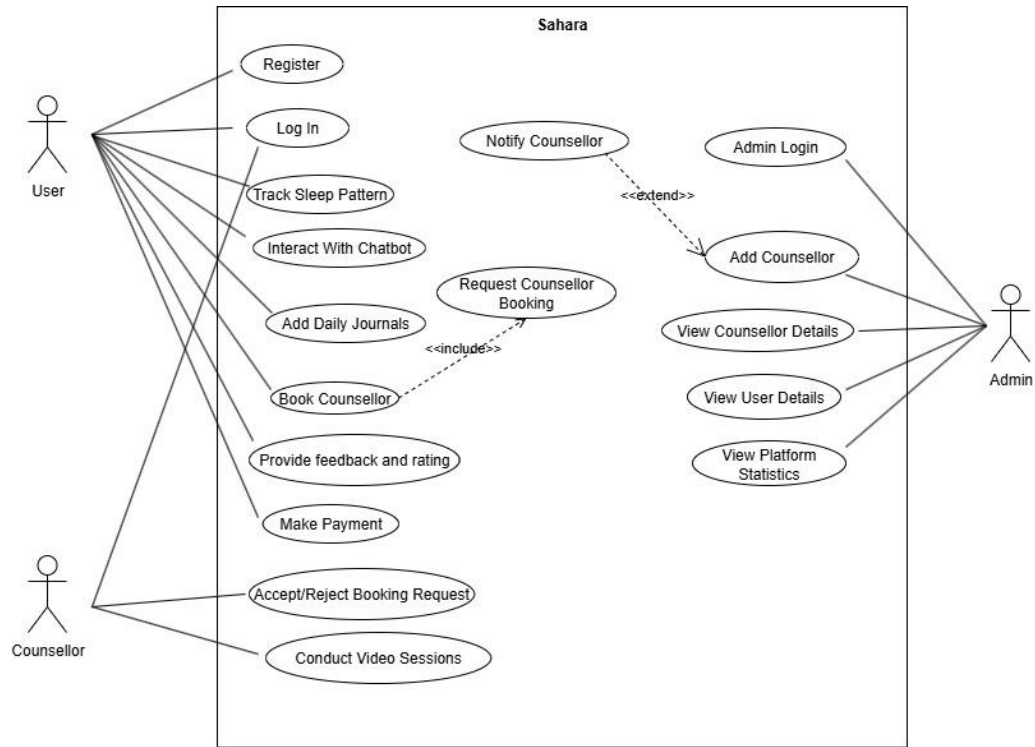 Sahara
Register
Log In
Notify Counsellor
Admin Login
User
Track Sleep Pattern
<<extend>>
Interact With Chatbot
Add Counsellor
Request Counsellor
Booking
Add Daily Journals
View Counsellor Details
<<include>>
Admin
Book Counsellor
View User Details
Provide feedback and rating
View Platform
Statistics
Make Payment
Accept/Reject Booking Request
Counsellor
Conduct Video Sessions